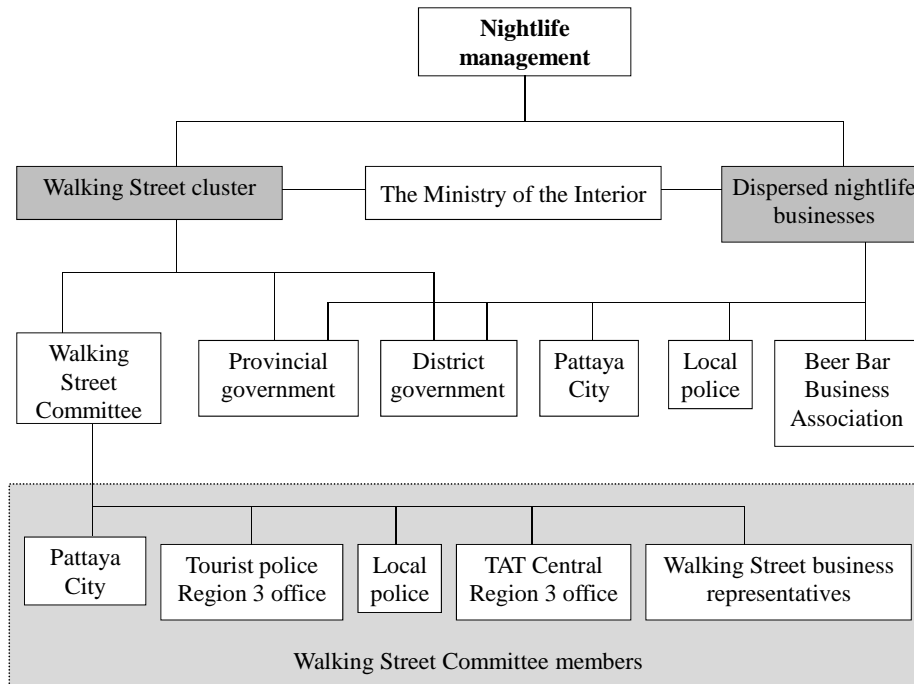 Nightlife
management
Walking Street cluster
The Ministry of the Interior
Dispersed nightlife
businesses
Walking
Street
Committee
Provincial
government
District
government
Pattaya
City
Local
police
Beer Bar
Business
Association
Pattaya
City
Tourist police
Region 3 office
Local
police
TAT Central
Region 3 office
Walking Street business
representatives
Walking Street Committee members